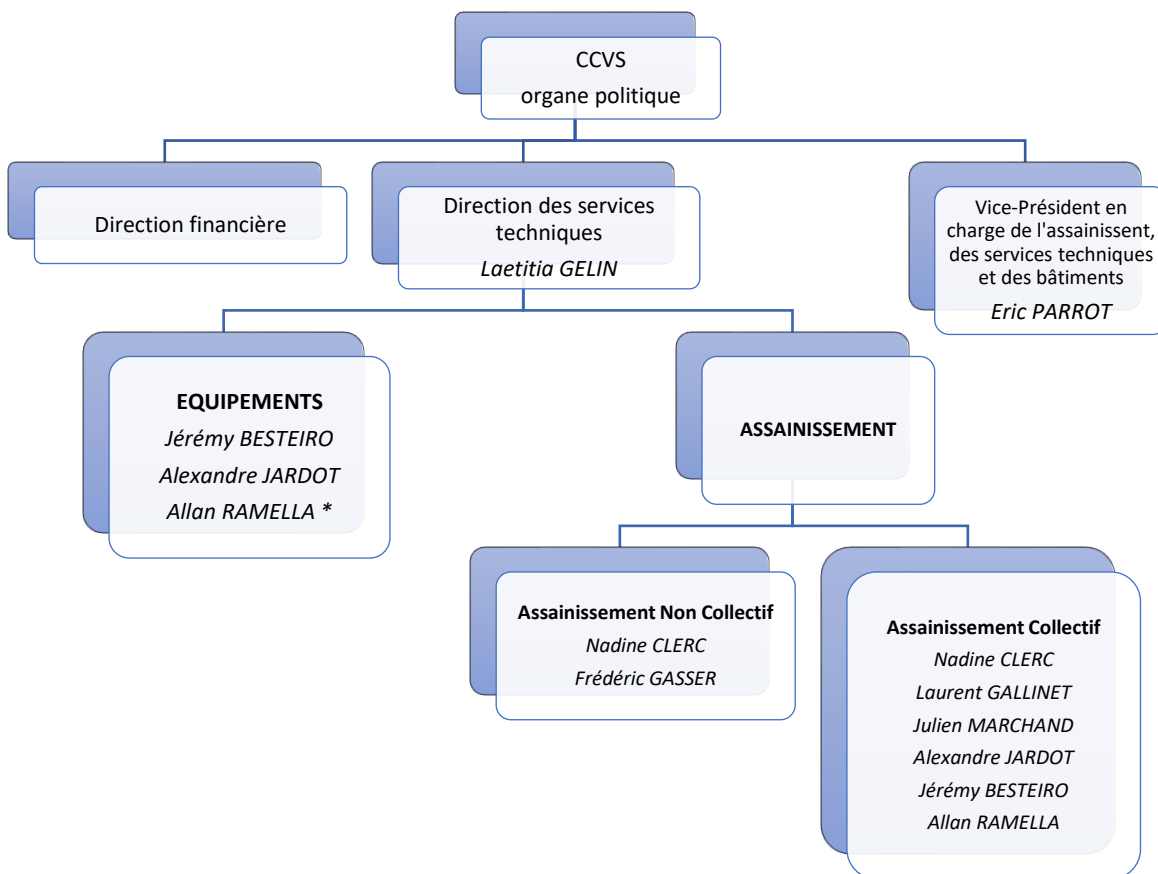 CCVS
organe politique
Direction financière
Direction des services
techniques
Laetitia GELIN
Vice-Président en
charge de l'assainissent,
des services techniques
et des bâtiments
Eric PARROT
EQUIPEMENTS
Jérémy BESTEIRO
Alexandre JARDOT
Allan RAMELLA *
ASSAINISSEMENT
Assainissement Non Collectif
Nadine CLERC
Frédéric GASSER
Assainissement Collectif
Nadine CLERC
Laurent GALLINET
Julien MARCHAND
Alexandre JARDOT
Jérémy BESTEIRO
Allan RAMELLA